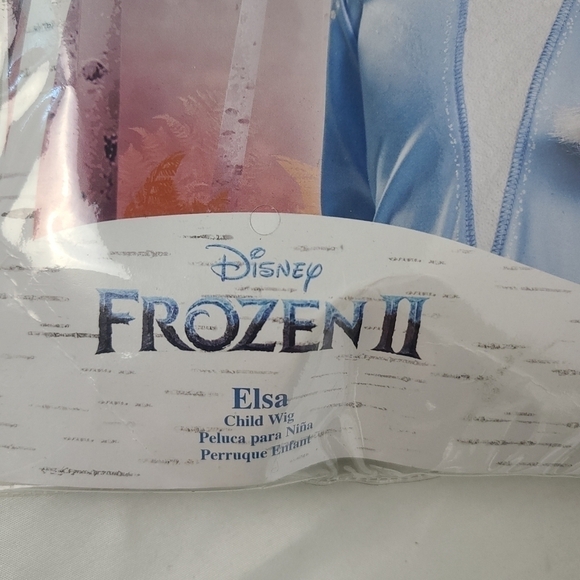 Disney
FROZEN II
Elsa
Child Wig
Peluca para Niña
Perruque Enfant